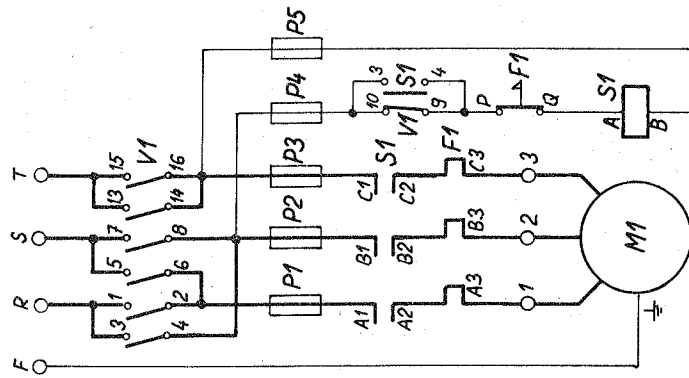 F R S T
3 1 5 7 13 15 V1
4 2 6 8 14 16
P1 P2 P3 P4 P5
10 3 S1
V1 9 4
A1 B1 C1 S1
A2 B2 C2
P F1
Q
A3 B3 C3 F1
1 2 3
A S1
B
M1